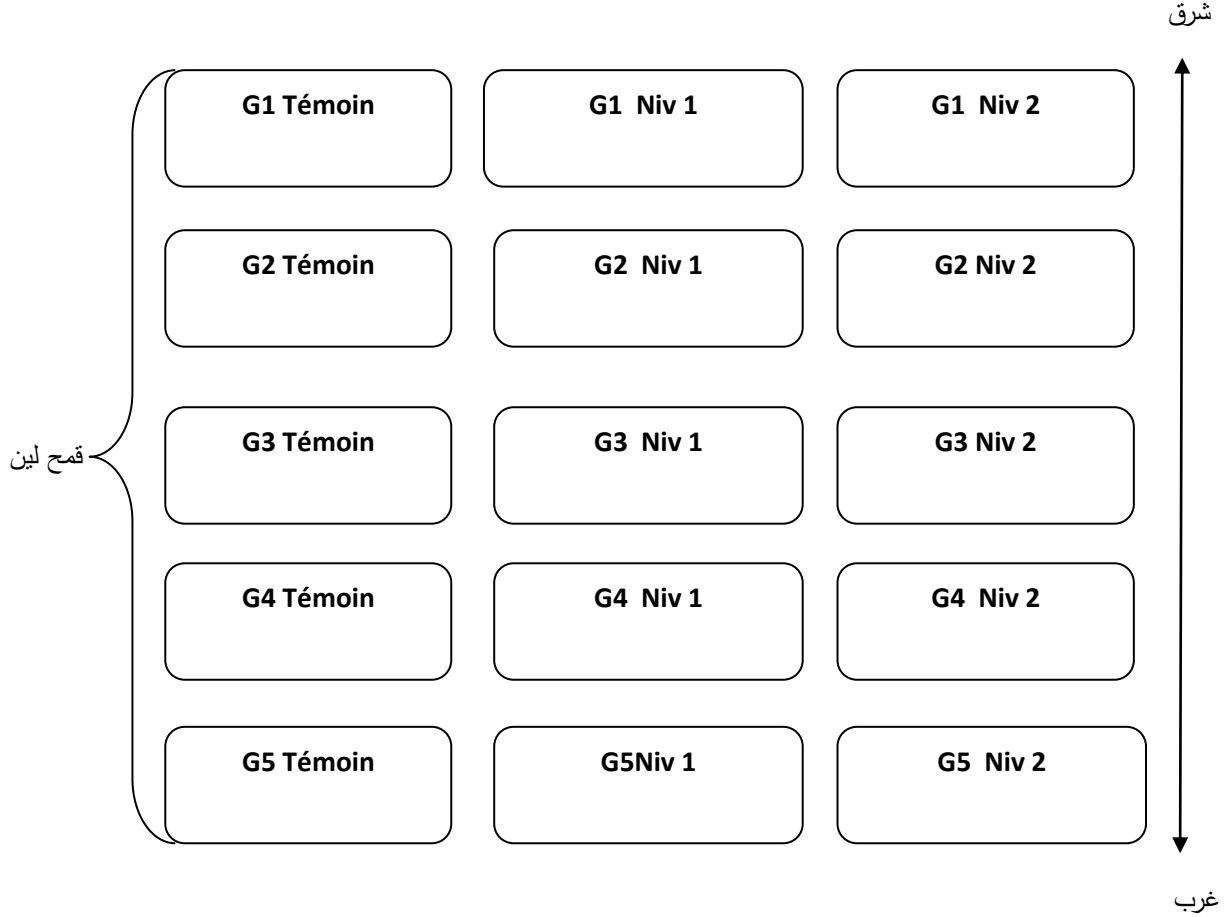 شرق
G1 Témoin
G1 Niv 1
G1 Niv 2
G2 Témoin
G2 Niv 1
G2 Niv 2
G3 Témoin
G3 Niv 1
G3 Niv 2
قمح لين
G4 Témoin
G4 Niv 1
G4 Niv 2
G5 Témoin
G5Niv 1
G5 Niv 2
غرب